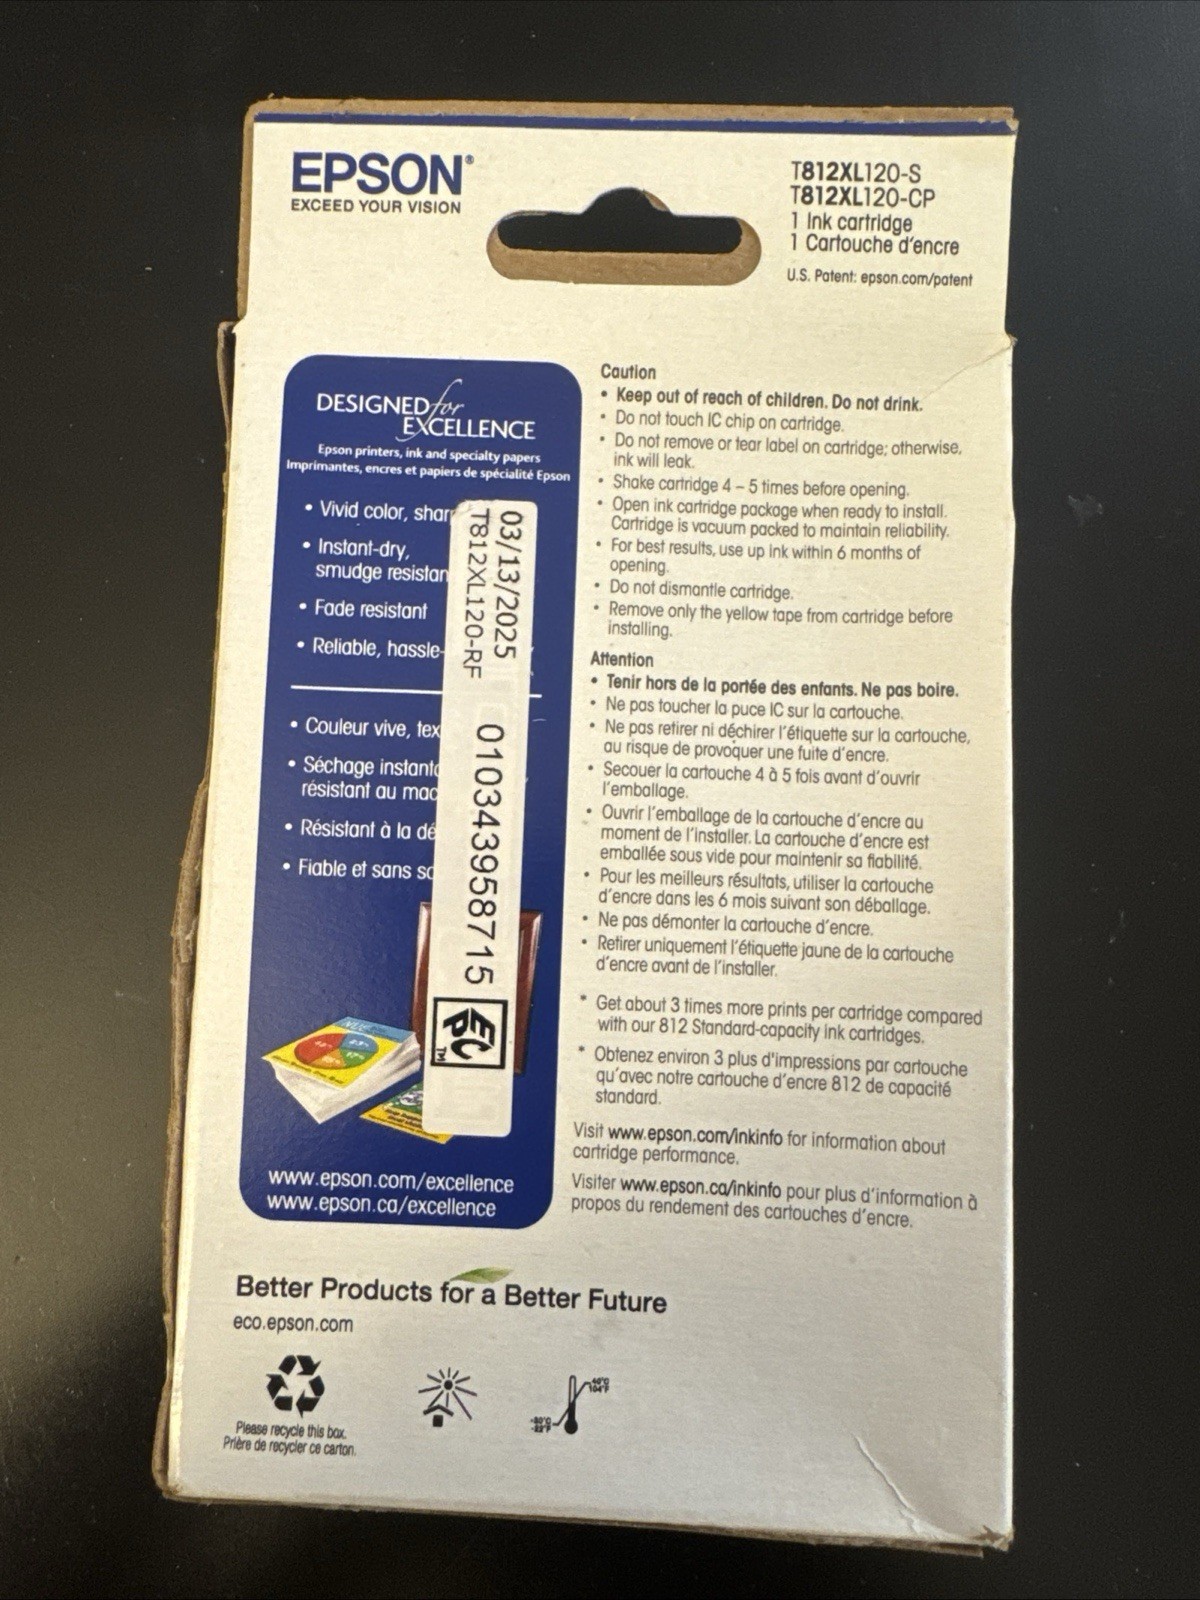 EPSON®
EXCEED YOUR VISION
T812XL120-S
T812XL120-CP
1 Ink cartridge
1 Cartouche d'encre
U.S. Patent: epson.com/patent
DESIGNED for
EXCELLENCE
Epson printers, ink and specialty papers
Imprimantes, encres et papiers de spécialité Epson
• Vivid color, shar
• Instant-dry,
smudge resistan
• Fade resistant
• Reliable, hassle-
• Couleur vive, tex
• Séchage instant
résistant au mac
• Résistant à la dé
• Fiable et sans so
03/13/2025
T812XL120-RF
01034395871 5
ECP
TM
www.epson.com/excellence
www.epson.ca/excellence
Caution
• Keep out of reach of children. Do not drink.
• Do not touch IC chip on cartridge.
• Do not remove or tear label on cartridge; otherwise,
ink will leak.
• Shake cartridge 4 – 5 times before opening.
• Open ink cartridge package when ready to install.
Cartridge is vacuum packed to maintain reliability.
• For best results, use up ink within 6 months of
opening.
• Do not dismantle cartridge.
• Remove only the yellow tape from cartridge before
installing.
Attention
• Tenir hors de la portée des enfants. Ne pas boire.
• Ne pas toucher la puce IC sur la cartouche.
• Ne pas retirer ni déchirer l'étiquette sur la cartouche,
au risque de provoquer une fuite d'encre.
• Secouer la cartouche 4 à 5 fois avant d'ouvrir
l'emballage.
• Ouvrir l'emballage de la cartouche d'encre au
moment de l'installer. La cartouche d'encre est
emballée sous vide pour maintenir sa fiabilité.
• Pour les meilleurs résultats, utiliser la cartouche
d'encre dans les 6 mois suivant son déballage.
• Ne pas démonter la cartouche d'encre.
• Retirer uniquement l'étiquette jaune de la cartouche
d'encre avant de l'installer.
* Get about 3 times more prints per cartridge compared
with our 812 Standard-capacity ink cartridges.
* Obtenez environ 3 plus d'impressions par cartouche
qu'avec notre cartouche d'encre 812 de capacité
standard.
Visit www.epson.com/inkinfo for information about
cartridge performance.
Visiter www.epson.ca/inkinfo pour plus d'information à
propos du rendement des cartouches d'encre.
Better Products for a Better Future
eco.epson.com
Please recycle this box.
Prière de recycler ce carton.
40°C
104°F
-30°C
-22°F